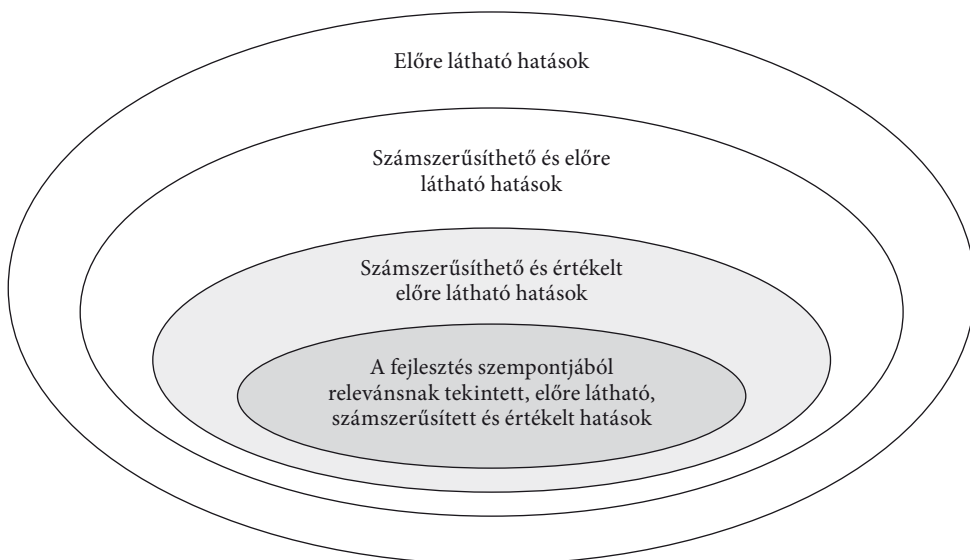 Előre látható hatások
Számszerűsíthető és előre
látható hatások
Számszerűsíthető és értékelt
előre látható hatások
A fejlesztés szempontjából
relevánsnak tekintett, előre látható,
számszerűsített és értékelt hatások